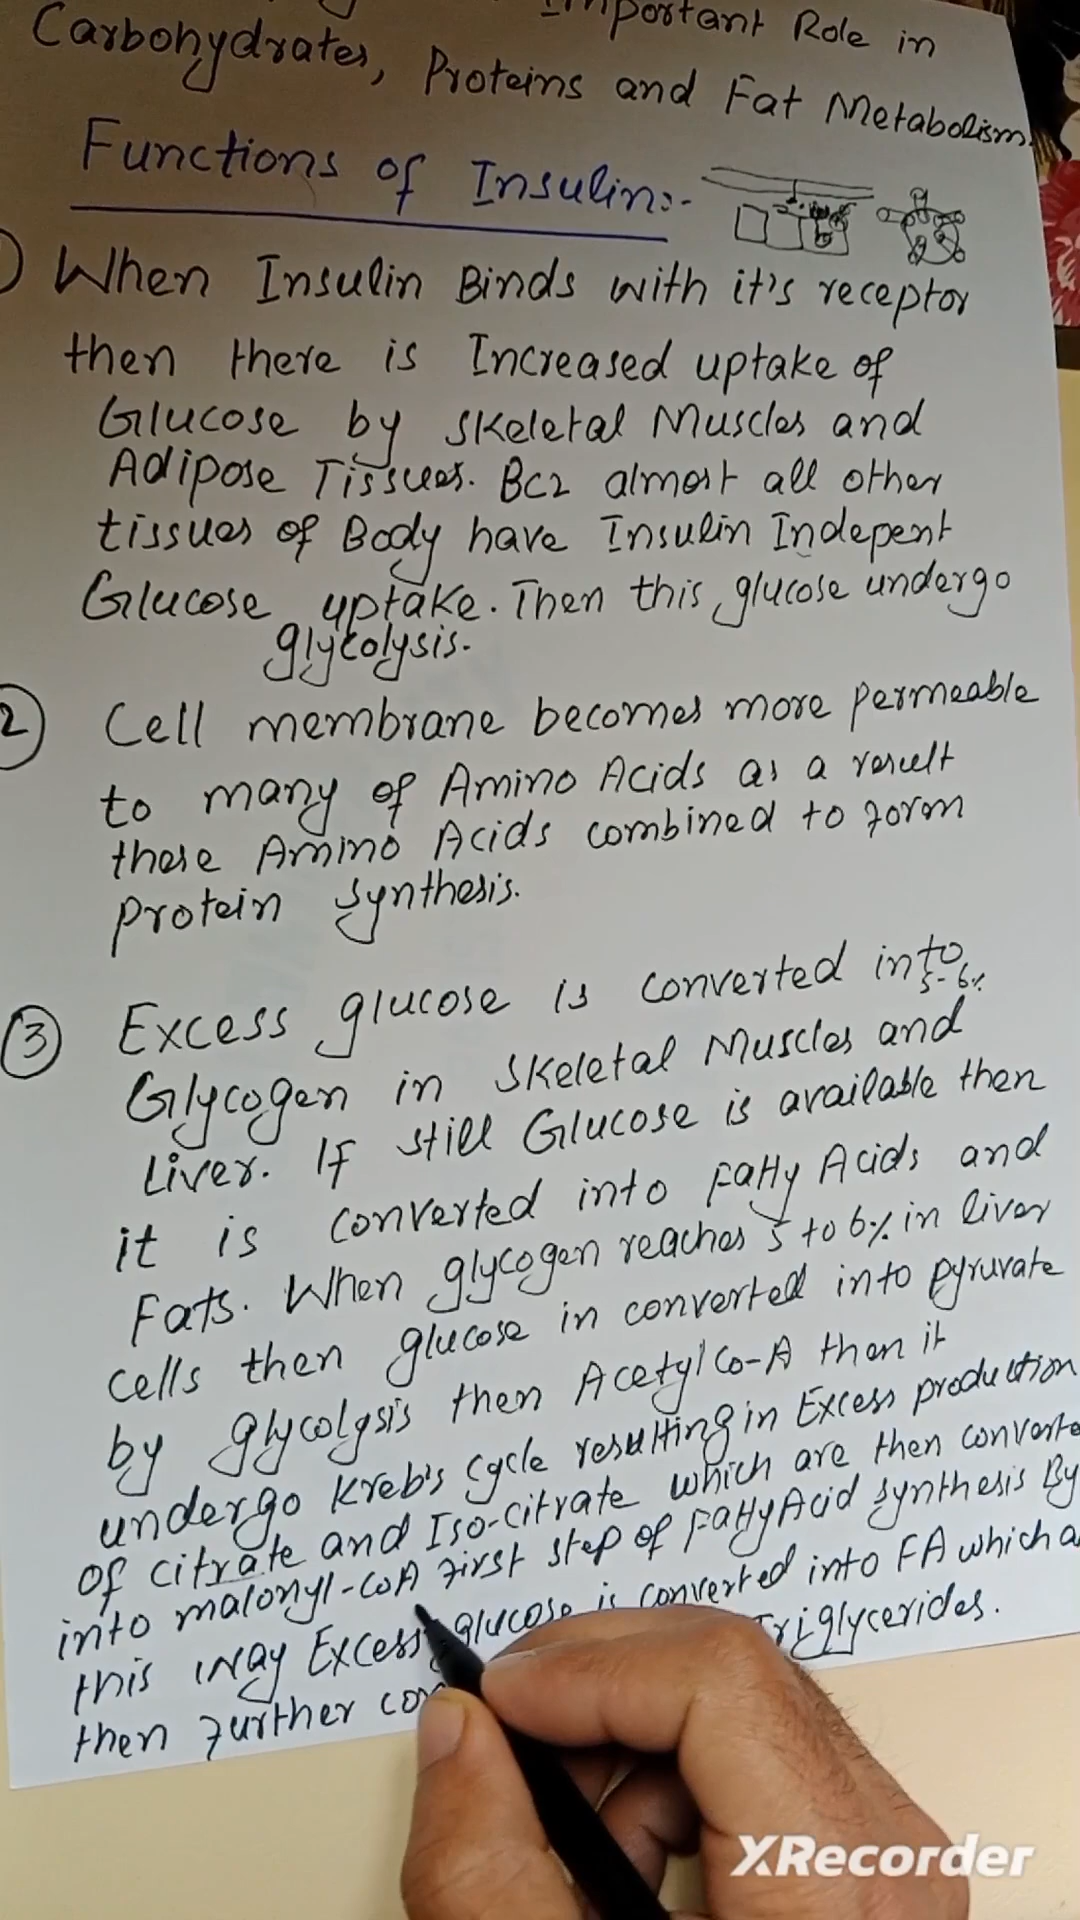 Important Role in
Carbohydrates, Proteins and Fat Metabolism
Functions of Insulin:-
When Insulin Binds with it's receptor
then there is Increased uptake of
Glucose by Skeletal Muscles and
Adipose Tissues. Bcz almost all other
tissues of Body have Insulin Indepent
Glucose uptake. Then this glucose undergo
glycolysis.
2 Cell membrane becomes more permeable
to many of Amino Acids as a result
these Amino Acids combined to form
protein synthesis.
3 Excess glucose is converted into
5-6%
Glycogen in Skeletal Muscles and
Liver. If still Glucose is available then
it is converted into Fatty Acids and
Fats. When glycogen reaches 5 to 6% in liver
cells then glucose in converted into pyruvate
by glycolysis then Acetyl Co-A then it
undergo Kreb's Cycle resulting in Excess production
of citrate and Iso-citrate which are then converte
into malonyl-CoA first step of Fatty Acid synthesis By
this way Excess glucose is converted into FA which a
then further con Triglycerides.
XRecorder